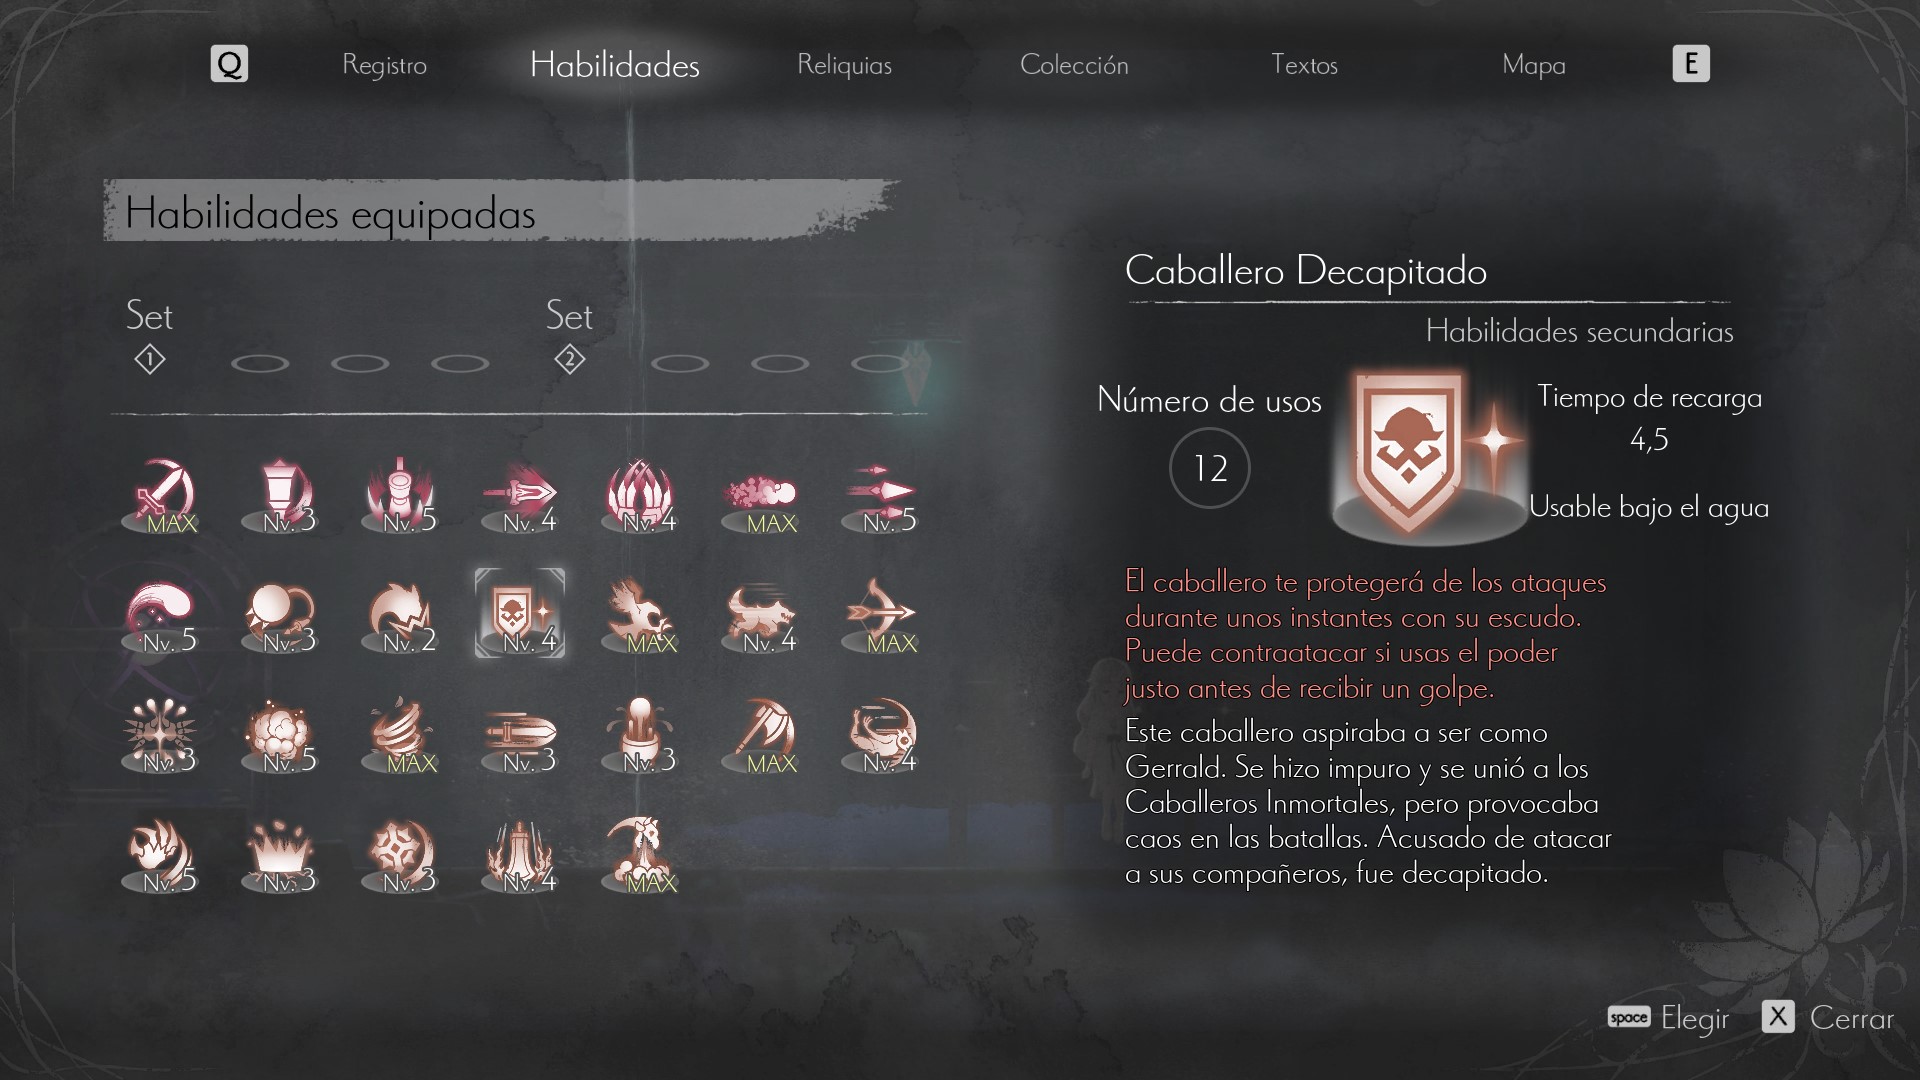 Q Registro Habilidades Reliquias Colección Textos Mapa E
Habilidades equipadas
Set Set
1 2
MAX Nv. 3 Nv. 5 Nv. 4 Nv. 4 MAX Nv. 5
Nv. 5 Nv. 3 Nv. 2 Nv. 4 MAX Nv. 4 MAX
Nv. 3 Nv. 5 MAX Nv. 3 Nv. 3 MAX Nv. 4
Nv. 5 Nv. 3 Nv. 3 Nv. 4 MAX
Caballero Decapitado
Habilidades secundarias
Número de usos
12
Tiempo de recarga
4,5
Usable bajo el agua
El caballero te protegerá de los ataques
durante unos instantes con su escudo.
Puede contraatacar si usas el poder
justo antes de recibir un golpe.
Este caballero aspiraba a ser como
Gerrald. Se hizo impuro y se unió a los
Caballeros Inmortales, pero provocaba
caos en las batallas. Acusado de atacar
a sus compañeros, fue decapitado.
space Elegir X Cerrar